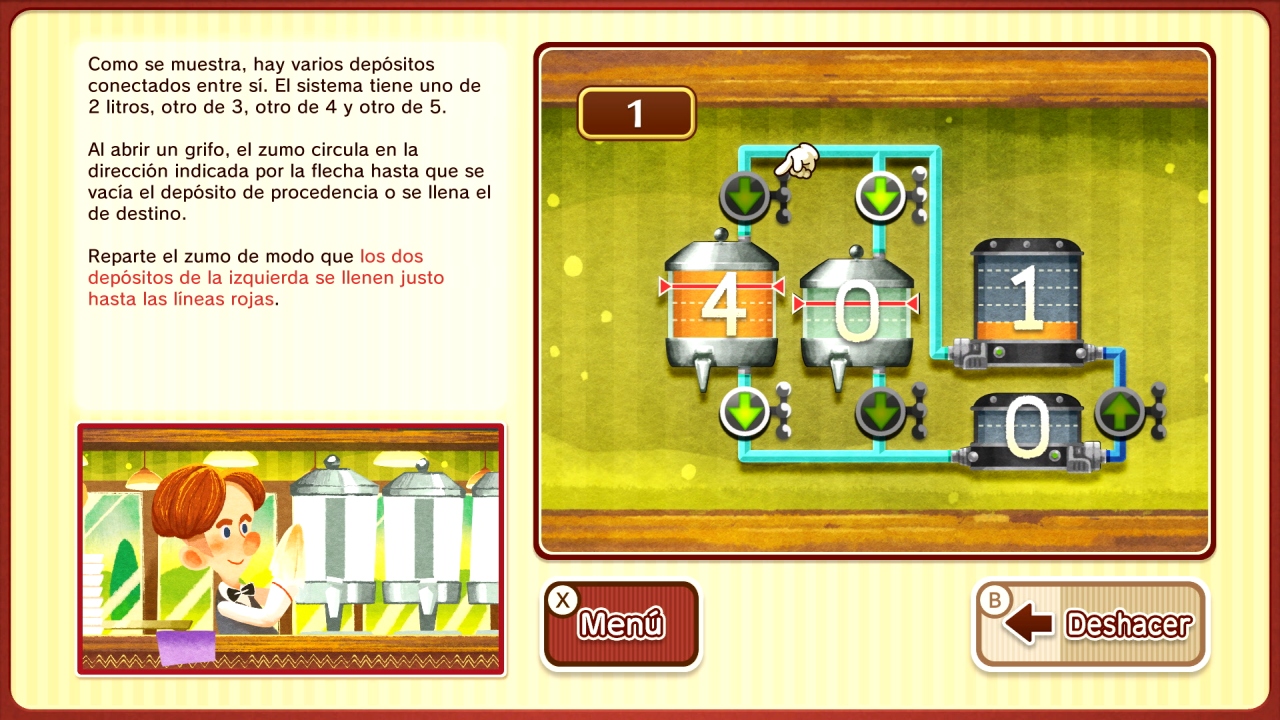 Como se muestra, hay varios depósitos
conectados entre sí. El sistema tiene uno de
2 litros, otro de 3, otro de 4 y otro de 5.
Al abrir un grifo, el zumo circula en la
dirección indicada por la flecha hasta que se
vacía el depósito de procedencia o se llena el
de destino.
Reparte el zumo de modo que los dos
depósitos de la izquierda se llenen justo
hasta las líneas rojas.
1
4
0
1
0
X
Menú
B
Deshacer